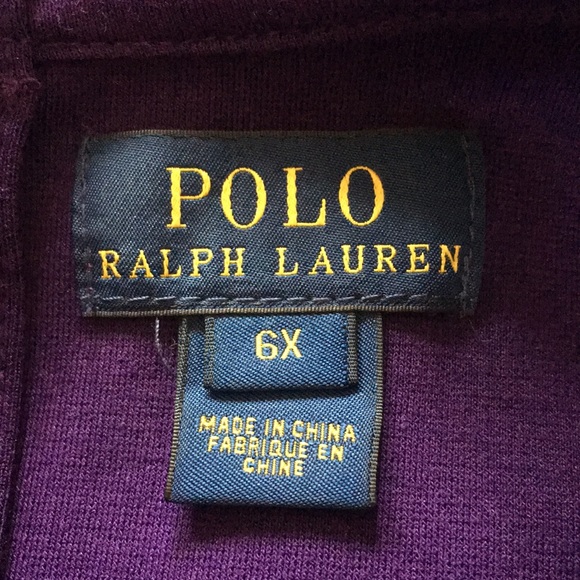 POLO
RALPH LAUREN
6X
MADE IN CHINA
FABRIQUE EN
CHINE